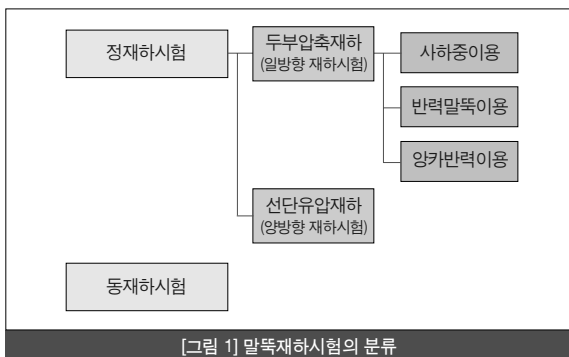 정재하시험
두부압축재하
(일방향 재하시험)
사하중이용
반력말뚝이용
앙카반력이용
선단유압재하
(양방향 재하시험)
동재하시험
[그림 1] 말뚝재하시험의 분류